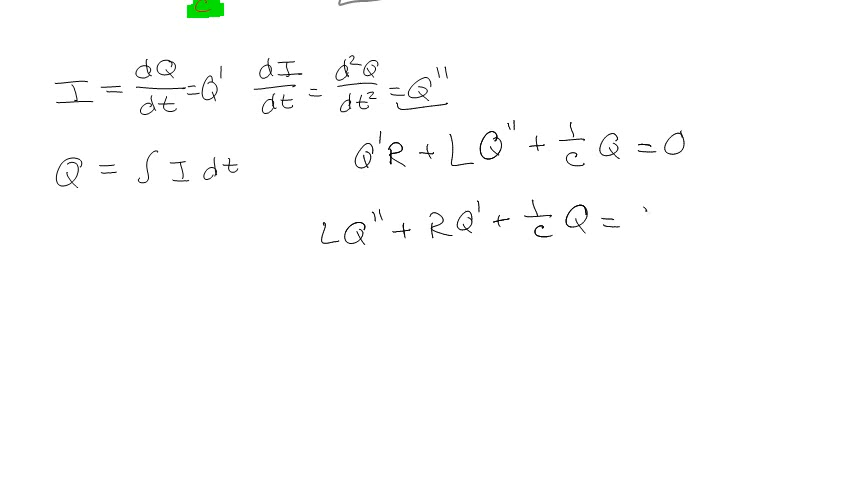 C
I = dQ/dt = Q' dI/dt = d²Q/dt² = Q''
Q'R + LQ'' + 1/C Q = 0
Q = ∫ I dt
LQ'' + RQ' + 1/C Q =